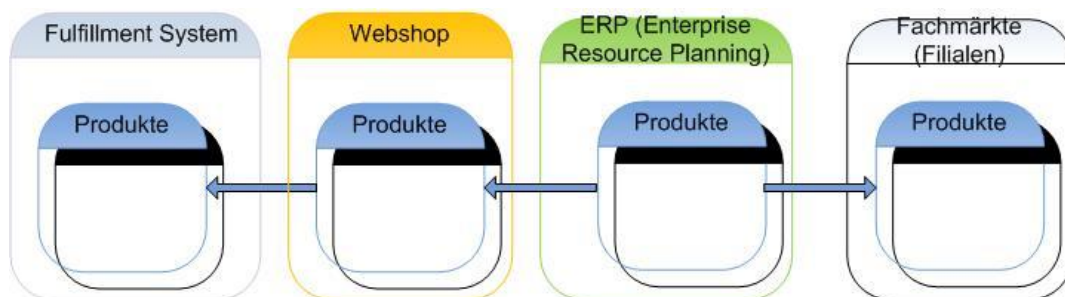 Fulfillment System
Webshop
ERP (Enterprise
Resource Planning)
Fachmärkte
(Filialen)
Produkte
Produkte
Produkte
Produkte